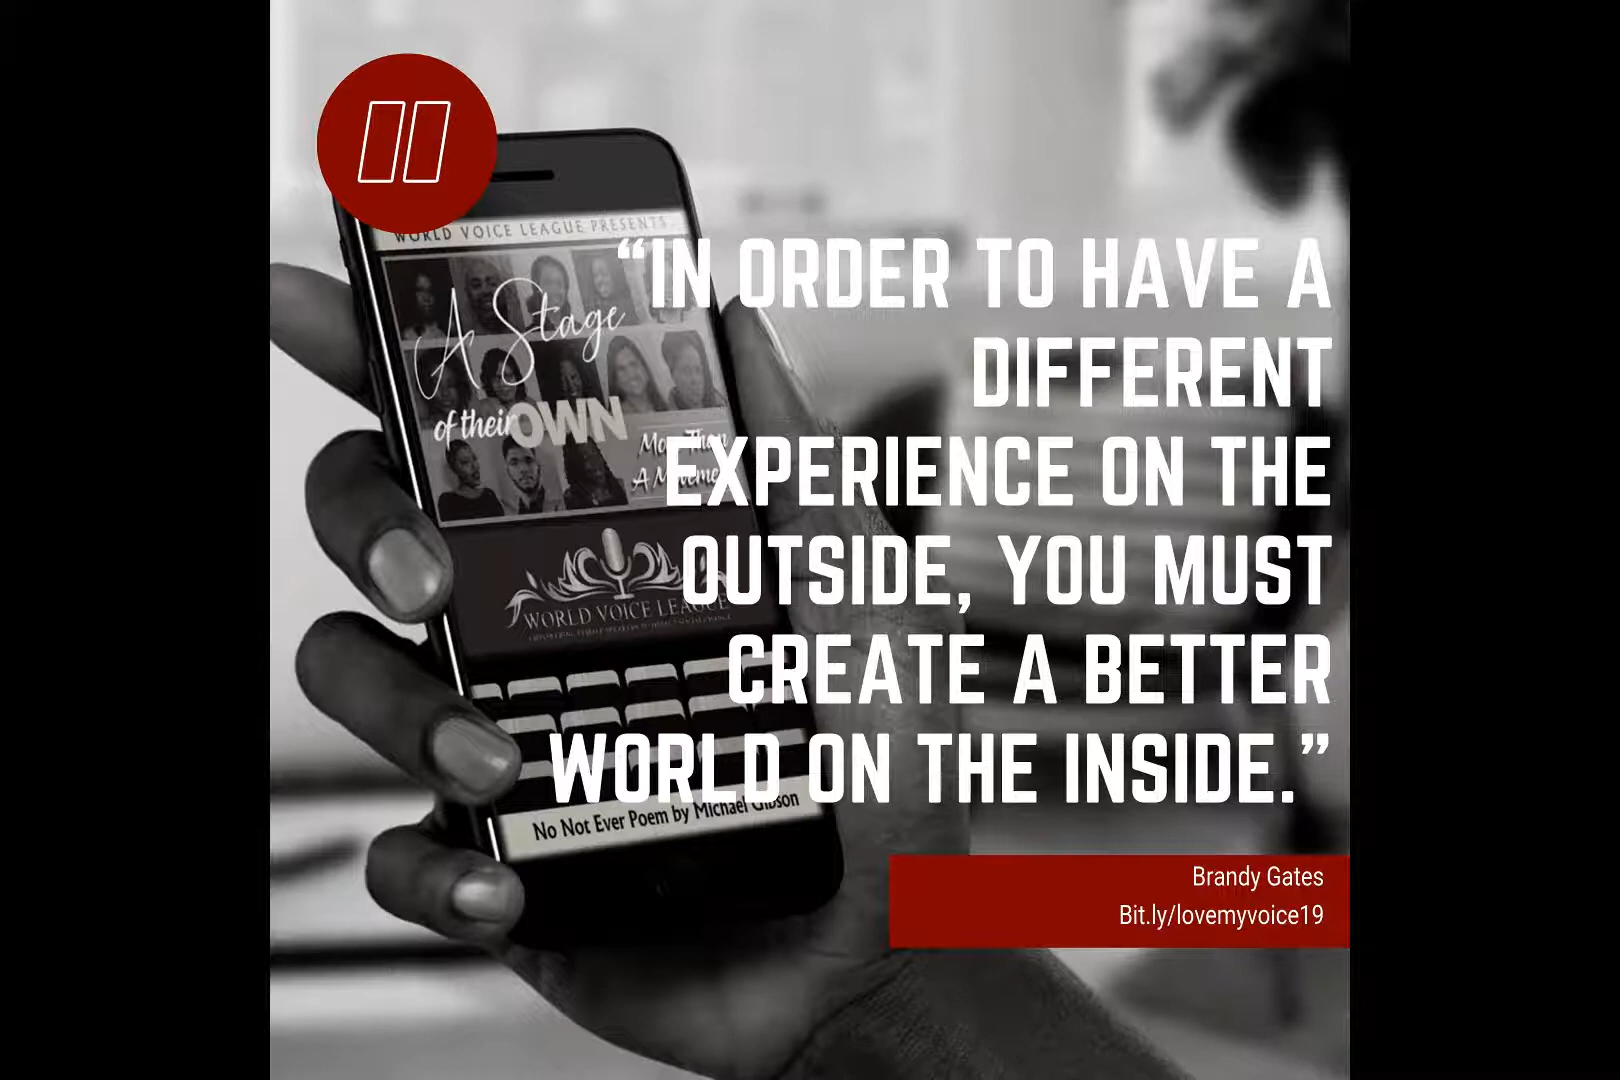 WORLD VOICE LEAGUE PRESENTS
A Stage
of their OWN
More Than
“IN ORDER TO HAVE A
DIFFERENT
EXPERIENCE ON THE
OUTSIDE, YOU MUST
CREATE A BETTER
WORLD ON THE INSIDE.”
WORLD VOICE LEAGUE
No Not Ever Poem by Michael Gibson
Brandy Gates
Bit.ly/lovemyvoice19